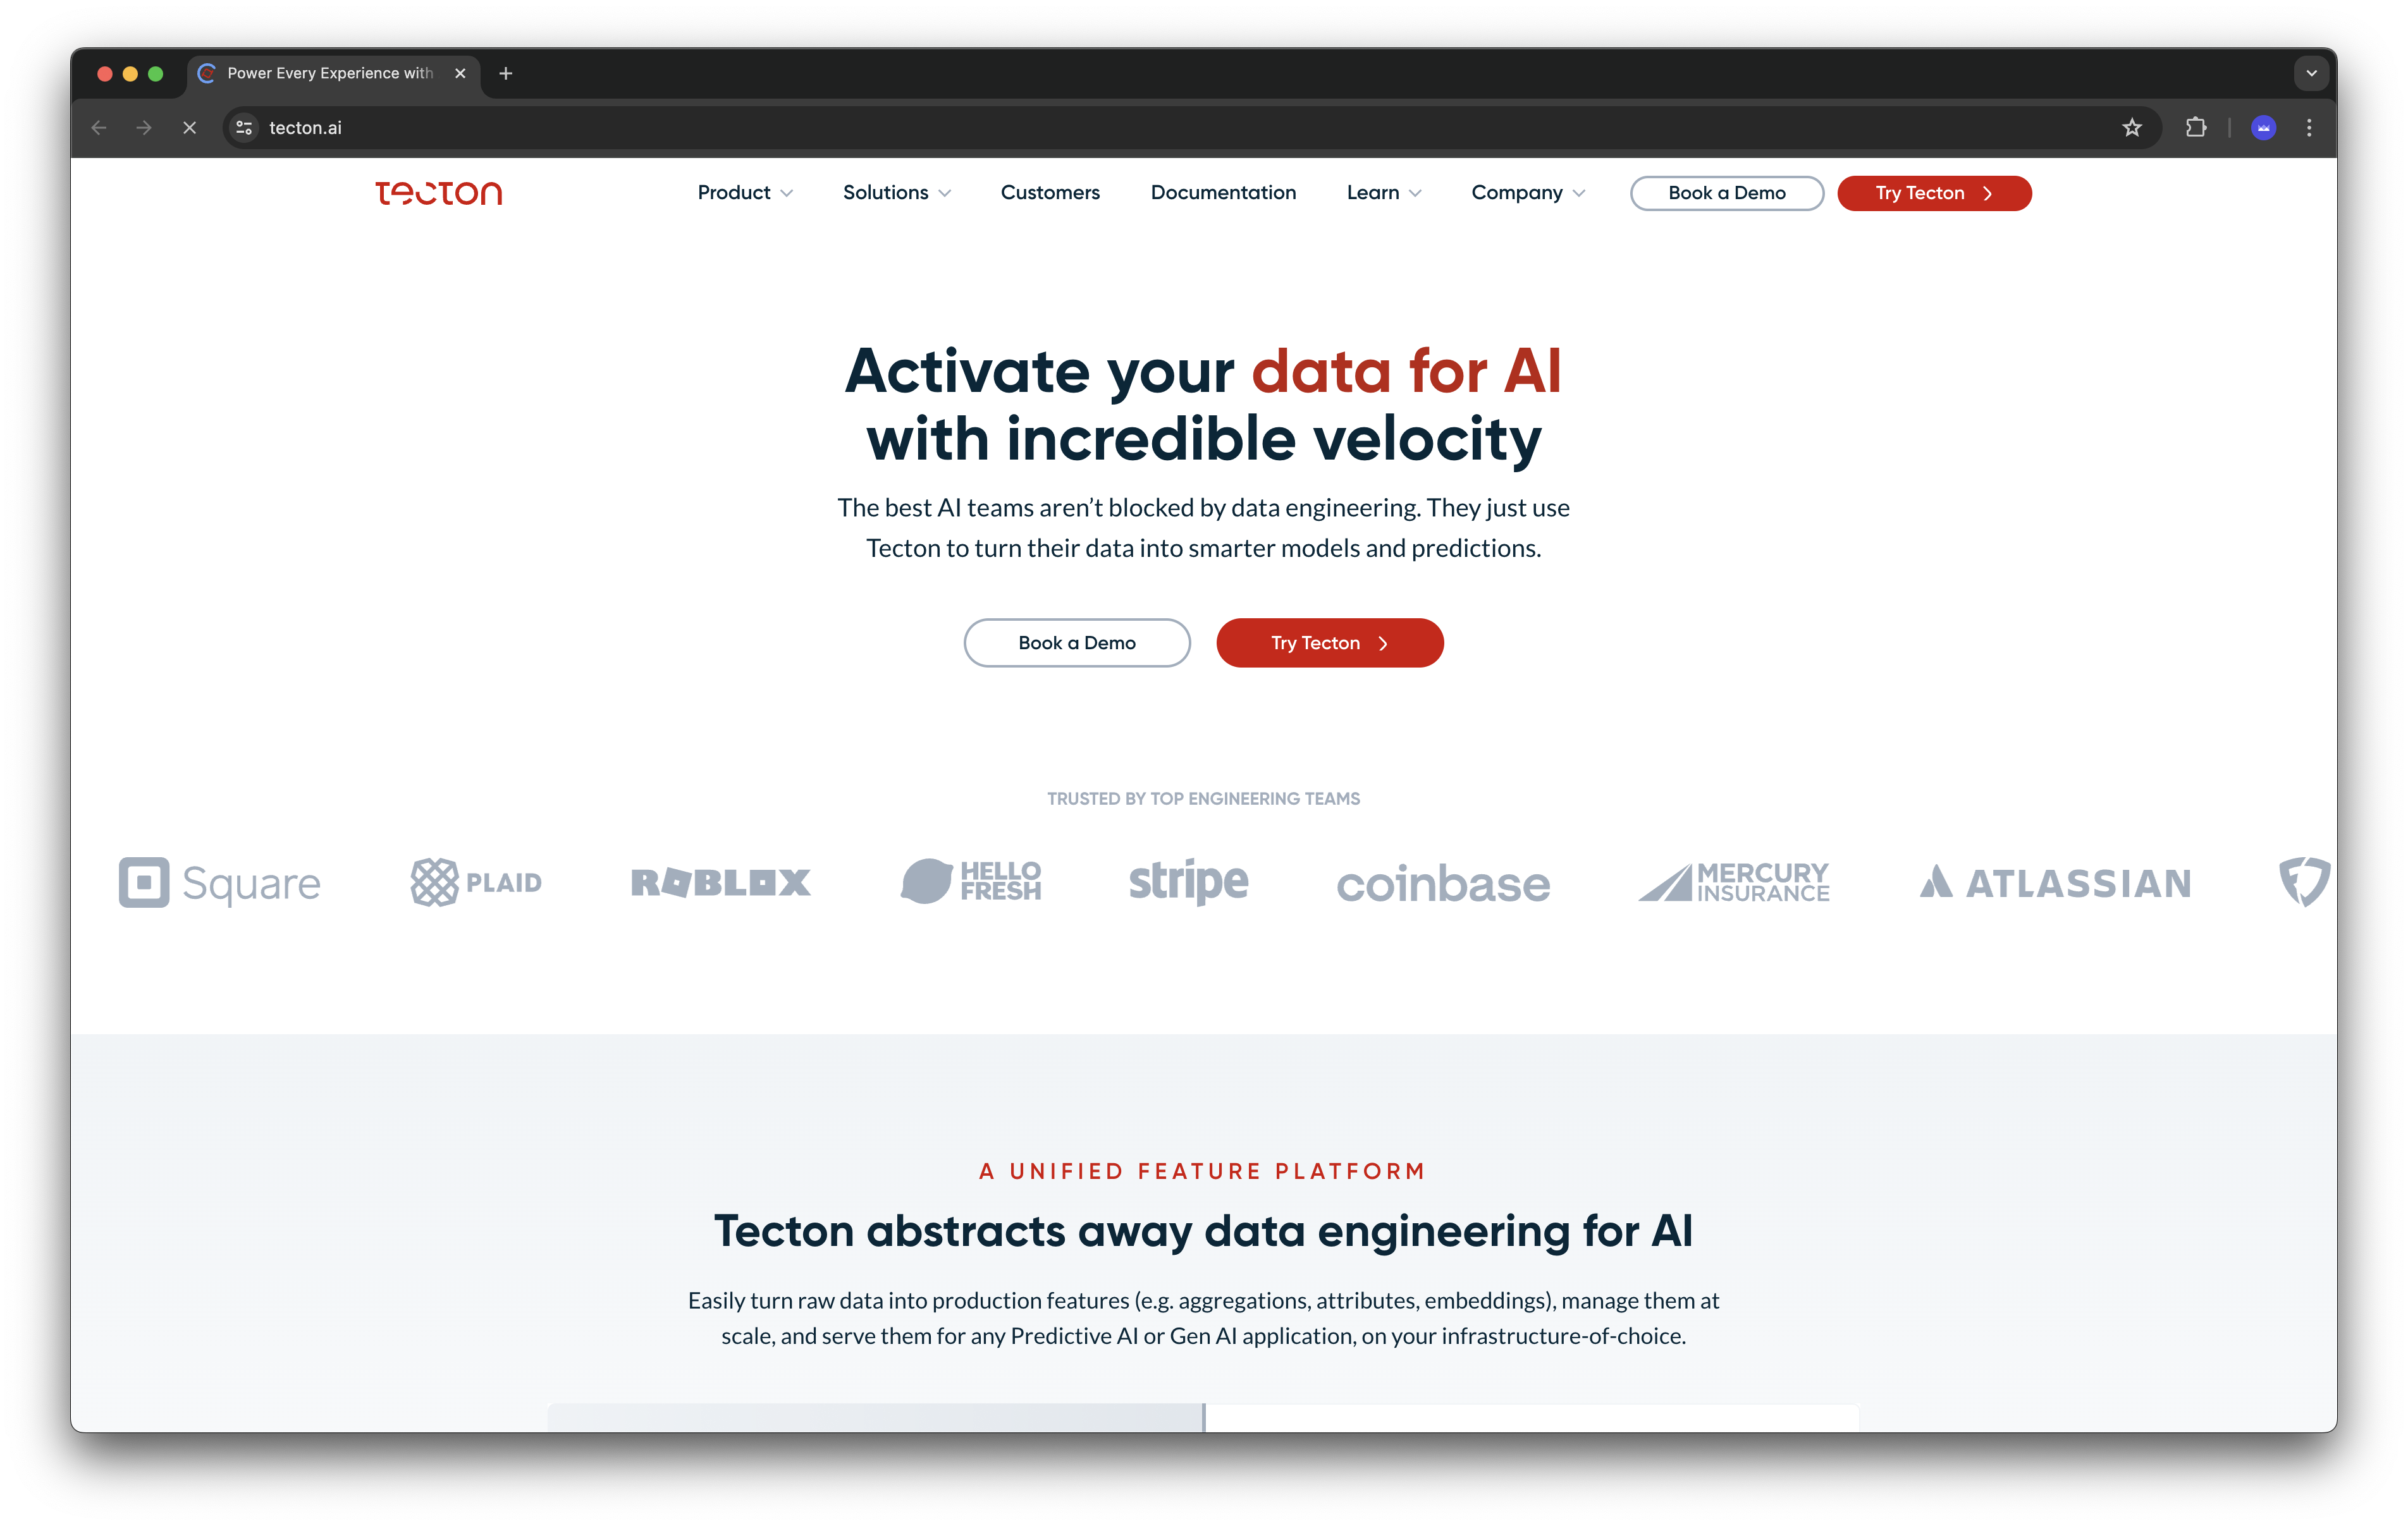 Power Every Experience with
tecton.ai
tecton
Product
Solutions
Customers
Documentation
Learn
Company
Book a Demo
Try Tecton
Activate your data for AI
with incredible velocity
The best AI teams aren’t blocked by data engineering. They just use
Tecton to turn their data into smarter models and predictions.
Book a Demo
Try Tecton
TRUSTED BY TOP ENGINEERING TEAMS
Square
PLAID
ROBLOX
HELLO
FRESH
stripe
coinbase
MERCURY
INSURANCE
ATLASSIAN
A UNIFIED FEATURE PLATFORM
Tecton abstracts away data engineering for AI
Easily turn raw data into production features (e.g. aggregations, attributes, embeddings), manage them at
scale, and serve them for any Predictive AI or Gen AI application, on your infrastructure-of-choice.